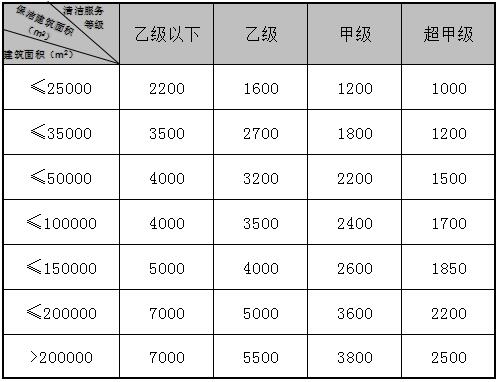 清洁服务
等级
保洁建筑面积
(m²)
建筑面积 (m²)
乙级以下 乙级 甲级 超甲级
≤25000 2200 1600 1200 1000
≤35000 3500 2700 1800 1200
≤50000 4000 3200 2200 1500
≤100000 4000 3500 2400 1700
≤150000 5000 4000 2600 1850
≤200000 7000 5000 3600 2200
>200000 7000 5500 3800 2500